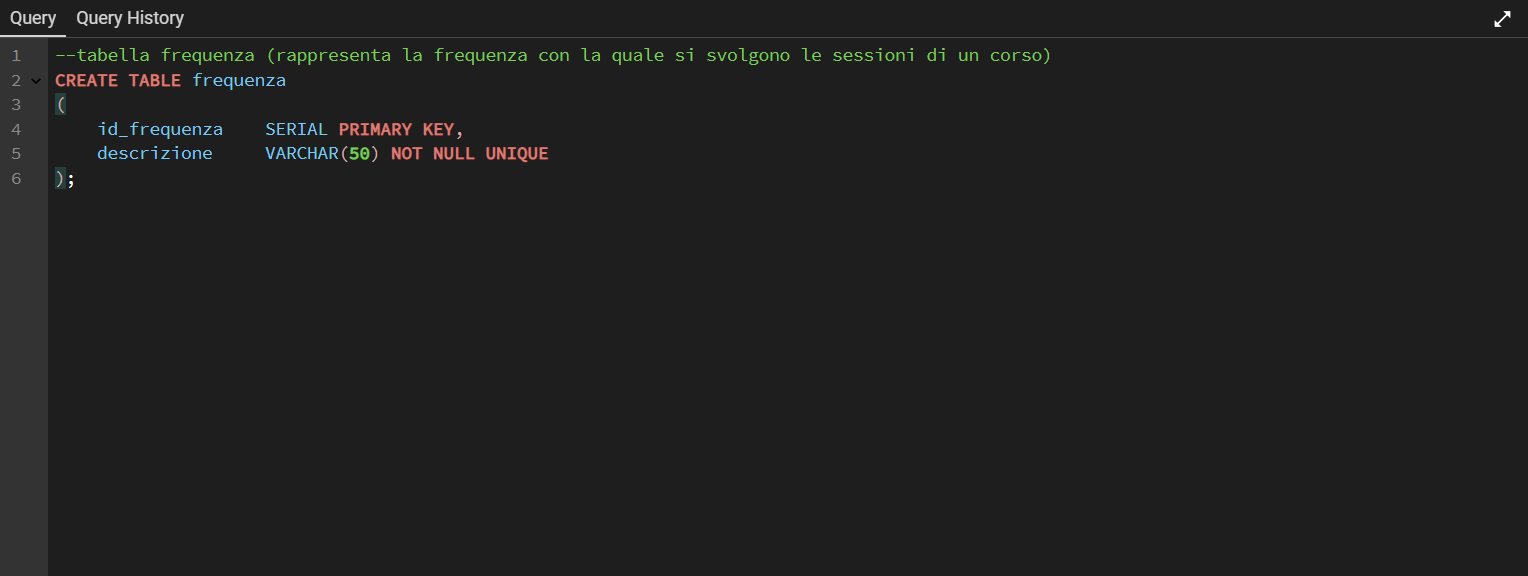 Query Query History
1 --tabella frequenza (rappresenta la frequenza con la quale si svolgono le sessioni di un corso)
2 CREATE TABLE frequenza
3 (
4 id_frequenza SERIAL PRIMARY KEY,
5 descrizione VARCHAR(50) NOT NULL UNIQUE
6 );